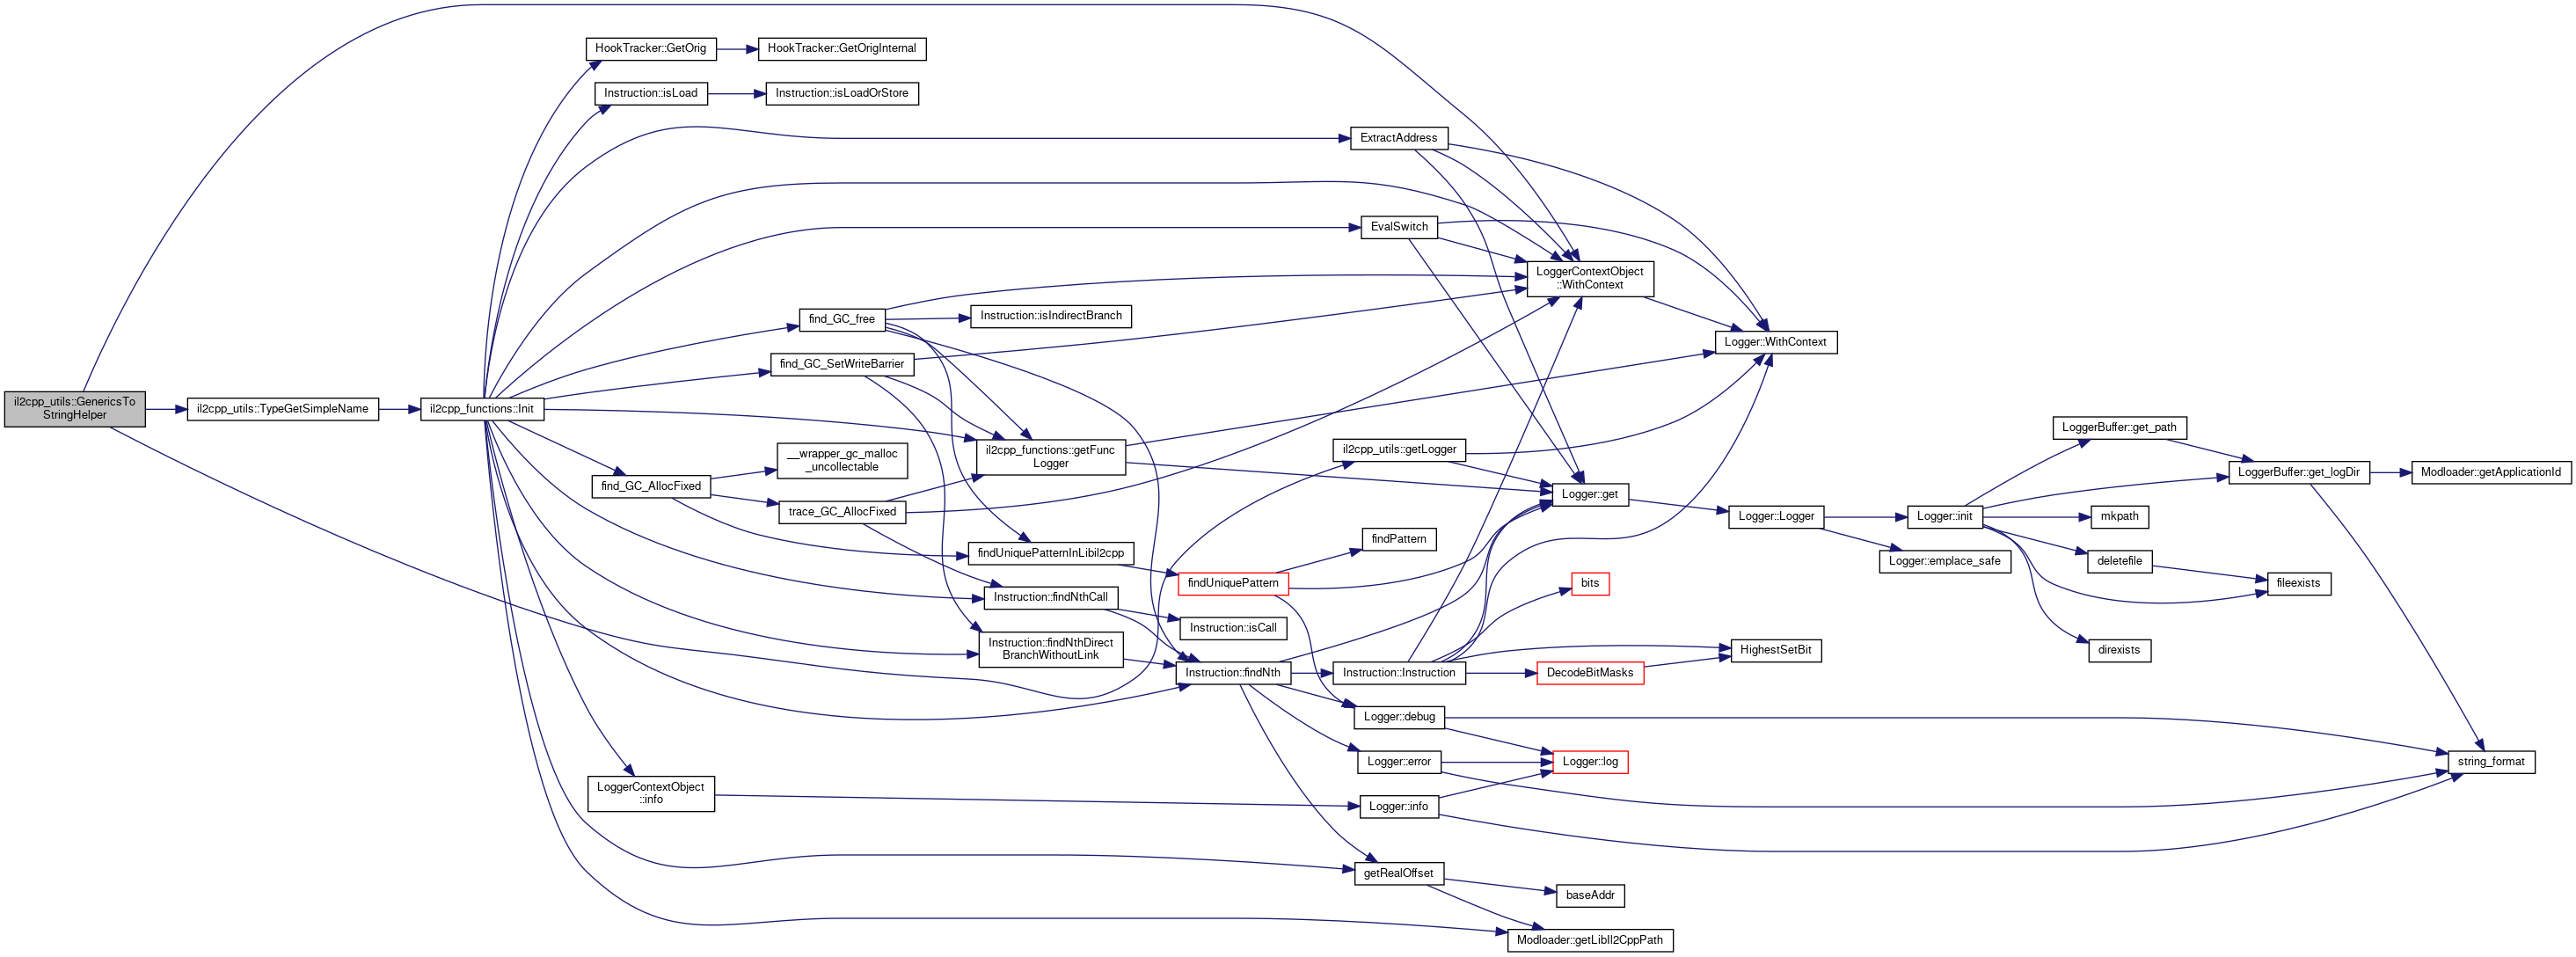 il2cpp_utils::GenericsTo
StringHelper
il2cpp_utils::TypeGetSimpleName
il2cpp_functions::Init
HookTracker::GetOrig
HookTracker::GetOrigInternal
Instruction::isLoad
Instruction::isLoadOrStore
ExtractAddress
EvalSwitch
LoggerContextObject
::WithContext
find_GC_free
Instruction::isIndirectBranch
Logger::WithContext
find_GC_SetWriteBarrier
il2cpp_functions::getFunc
Logger
__wrapper_gc_malloc
_uncollectable
find_GC_AllocFixed
trace_GC_AllocFixed
il2cpp_utils::getLogger
Logger::get
Logger::Logger
Logger::init
Logger::emplace_safe
LoggerBuffer::get_path
LoggerBuffer::get_logDir
Modloader::getApplicationId
mkpath
deletefile
fileexists
direxists
findUniquePatternInLibil2cpp
findPattern
findUniquePattern
bits
Instruction::findNthCall
Instruction::isCall
Instruction::findNthDirect
BranchWithoutLink
Instruction::findNth
Instruction::Instruction
HighestSetBit
DecodeBitMasks
Logger::debug
Logger::error
Logger::log
string_format
LoggerContextObject
::info
Logger::info
getRealOffset
baseAddr
Modloader::getLibIl2CppPath